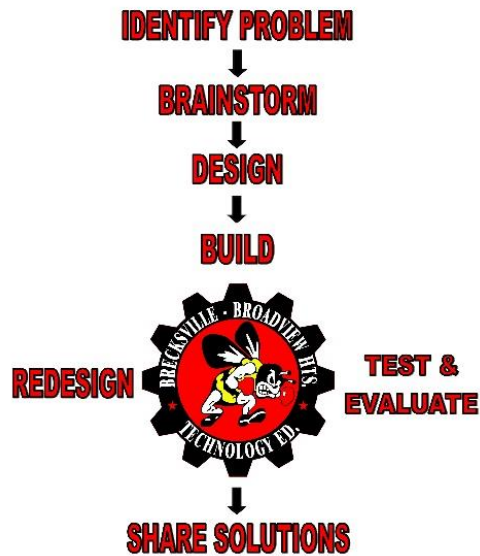 IDENTIFY PROBLEM
BRAINSTORM
DESIGN
BUILD
BRECKSVILLE - BROADVIEW HTS.
TECHNOLOGY ED.
REDESIGN
TEST &
EVALUATE
SHARE SOLUTIONS